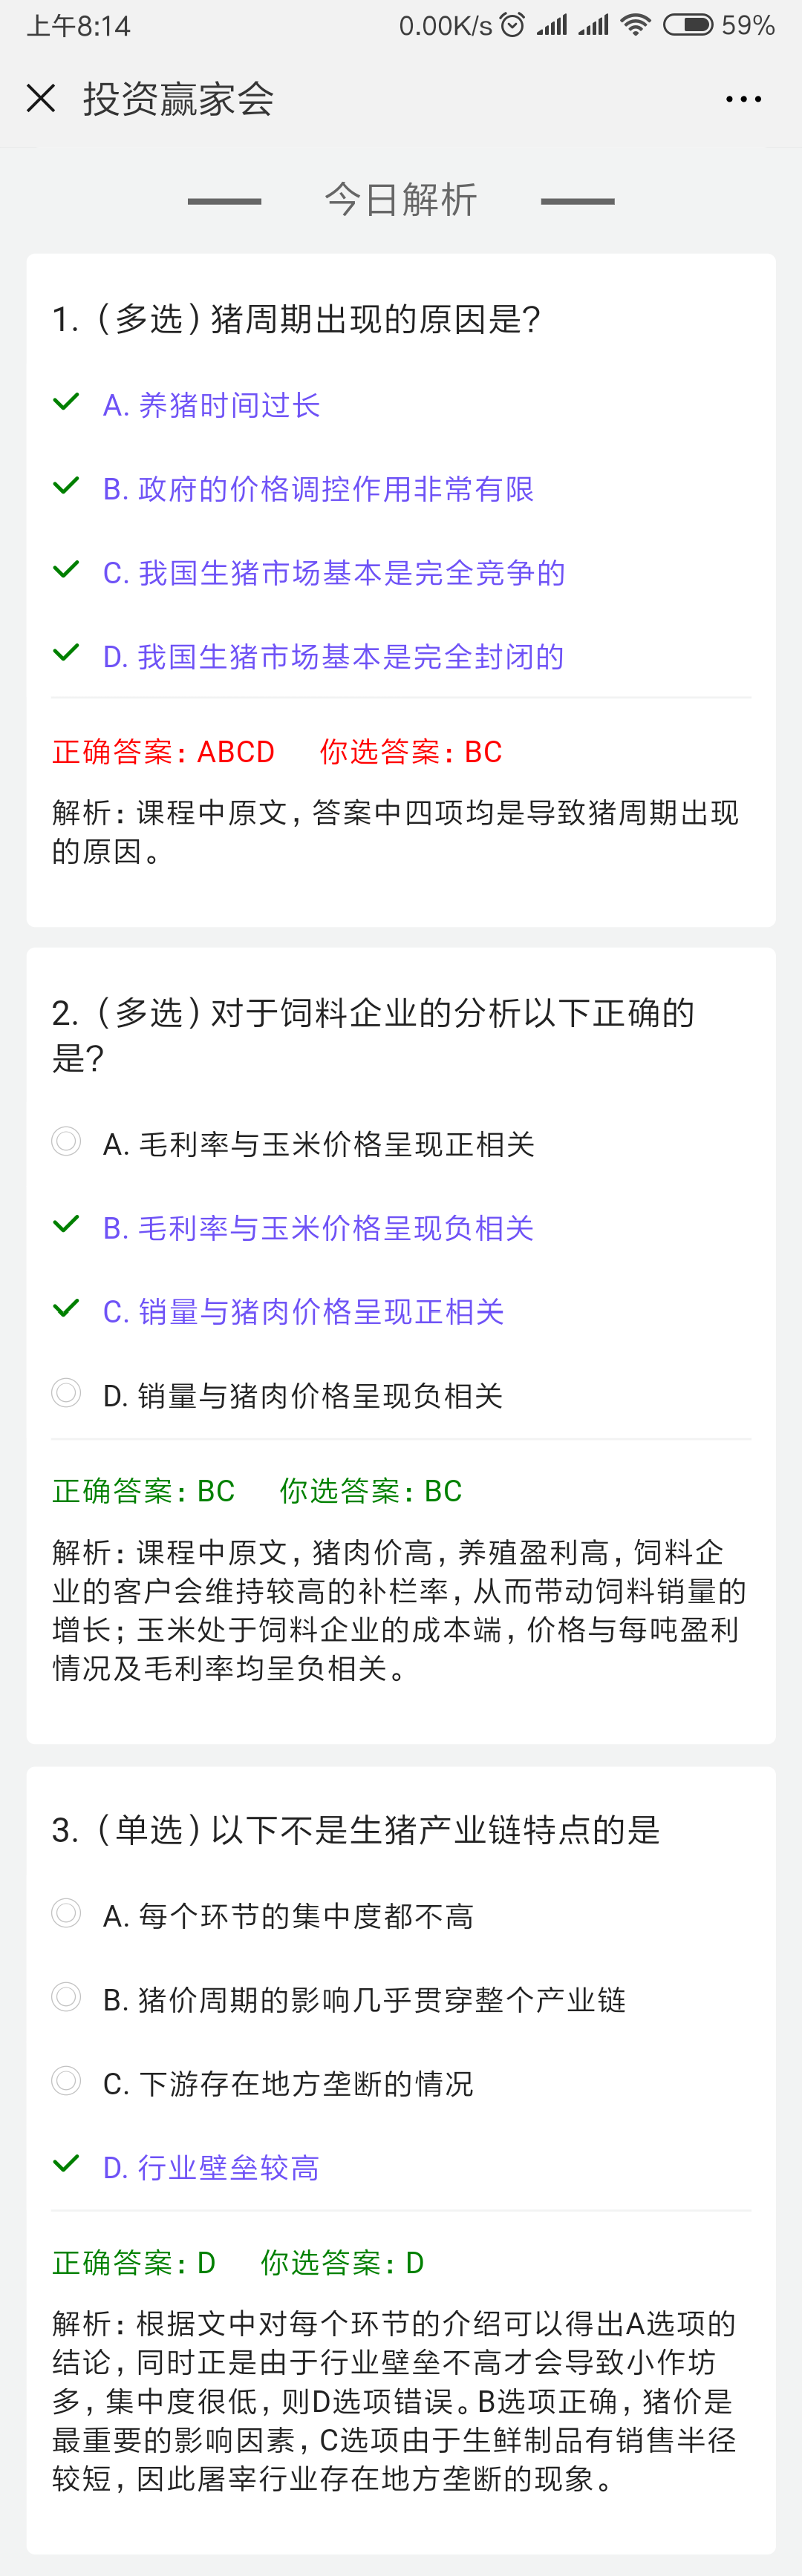 上午8:14 0.00K/s 59%
投资赢家会
今日解析
1.（多选）猪周期出现的原因是？
A. 养猪时间过长
B. 政府的价格调控作用非常有限
C. 我国生猪市场基本是完全竞争的
D. 我国生猪市场基本是完全封闭的
正确答案：ABCD 你选答案：BC
解析：课程中原文，答案中四项均是导致猪周期出现
的原因。
2.（多选）对于饲料企业的分析以下正确的
是？
A. 毛利率与玉米价格呈现正相关
B. 毛利率与玉米价格呈现负相关
C. 销量与猪肉价格呈现正相关
D. 销量与猪肉价格呈现负相关
正确答案：BC 你选答案：BC
解析：课程中原文，猪肉价高，养殖盈利高，饲料企
业的客户会维持较高的补栏率，从而带动饲料销量的
增长；玉米处于饲料企业的成本端，价格与每吨盈利
情况及毛利率均呈负相关。
3.（单选）以下不是生猪产业链特点的是
A. 每个环节的集中度都不高
B. 猪价周期的影响几乎贯穿整个产业链
C. 下游存在地方垄断的情况
D. 行业壁垒较高
正确答案：D 你选答案：D
解析：根据文中对每个环节的介绍可以得出A选项的
结论，同时正是由于行业壁垒不高才会导致小作坊
多，集中度很低，则D选项错误。B选项正确，猪价是
最重要的影响因素，C选项由于生鲜制品有销售半径
较短，因此屠宰行业存在地方垄断的现象。